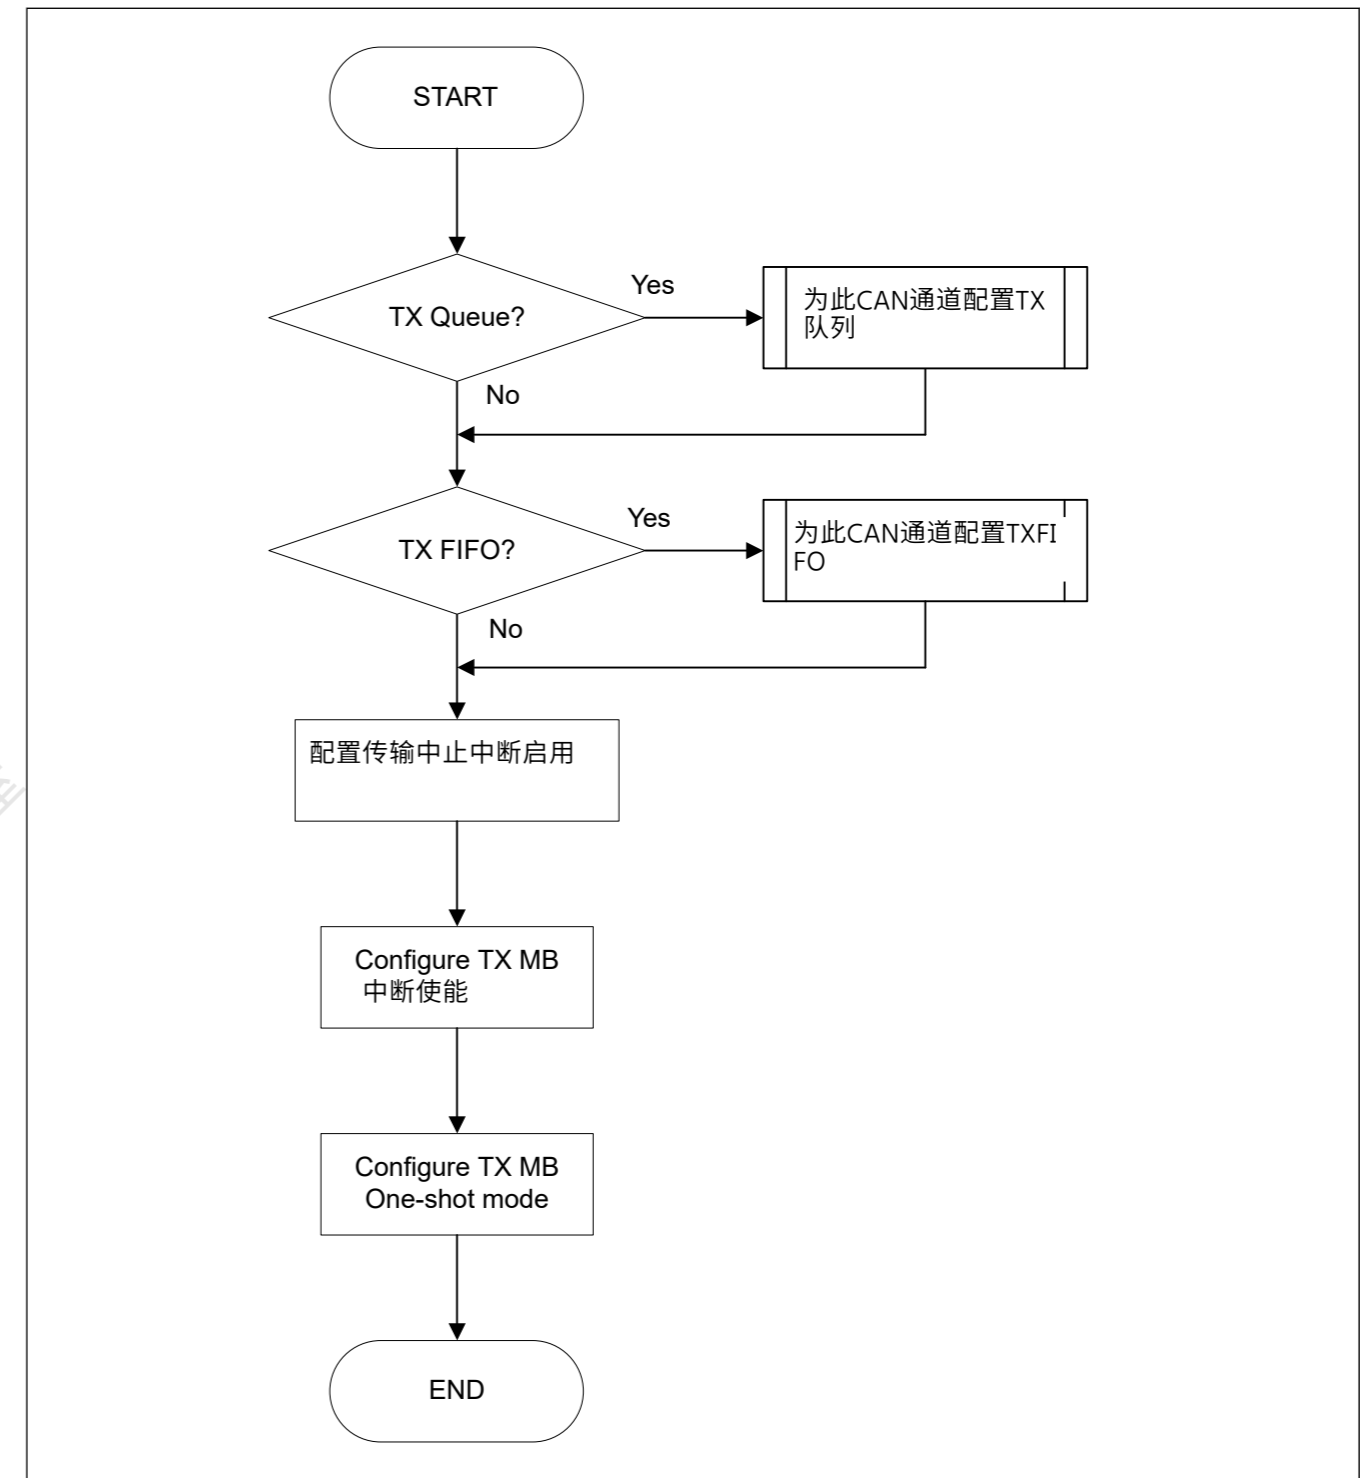 START
TX Queue?
Yes
为此CAN通道配置TX
队列
No
TX FIFO?
Yes
为此CAN通道配置TXFI
FO
No
配置传输中止中断启用
Configure TX MB
中断使能
Configure TX MB
One-shot mode
END